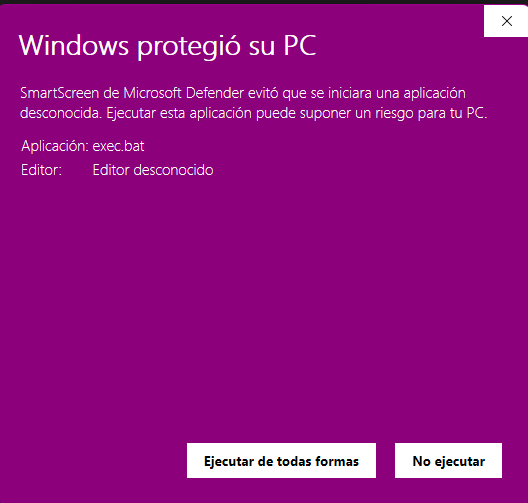 Windows protegió su PC
SmartScreen de Microsoft Defender evitó que se iniciara una aplicación
desconocida. Ejecutar esta aplicación puede suponer un riesgo para tu PC.
Aplicación: exec.bat
Editor: Editor desconocido
Ejecutar de todas formas
No ejecutar